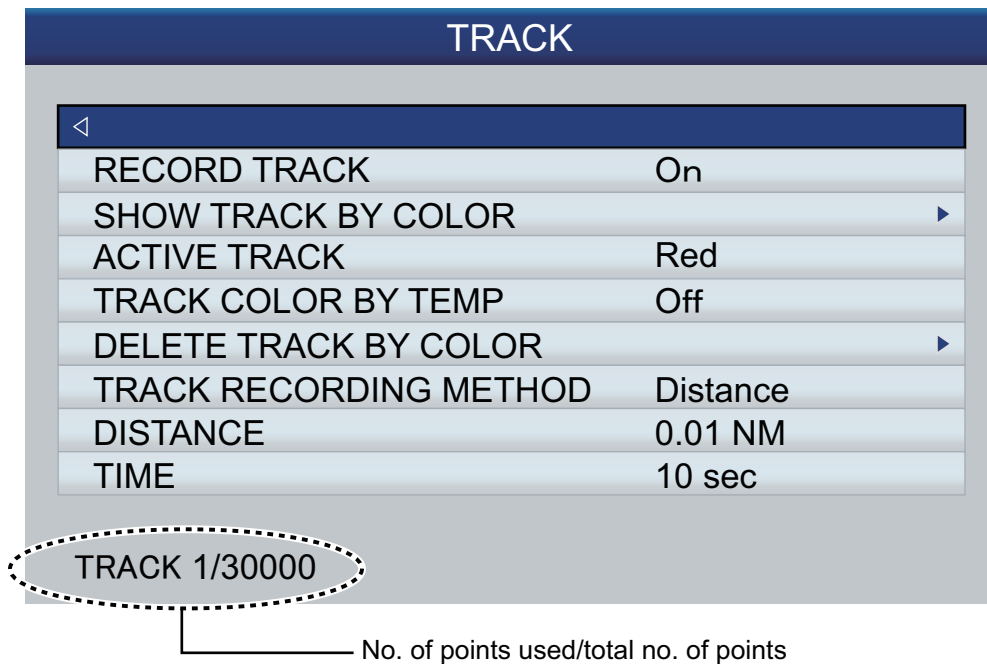 TRACK
RECORD TRACK On
SHOW TRACK BY COLOR
ACTIVE TRACK Red
TRACK COLOR BY TEMP Off
DELETE TRACK BY COLOR
TRACK RECORDING METHOD Distance
DISTANCE 0.01 NM
TIME 10 sec
TRACK 1/30000
No. of points used/total no. of points